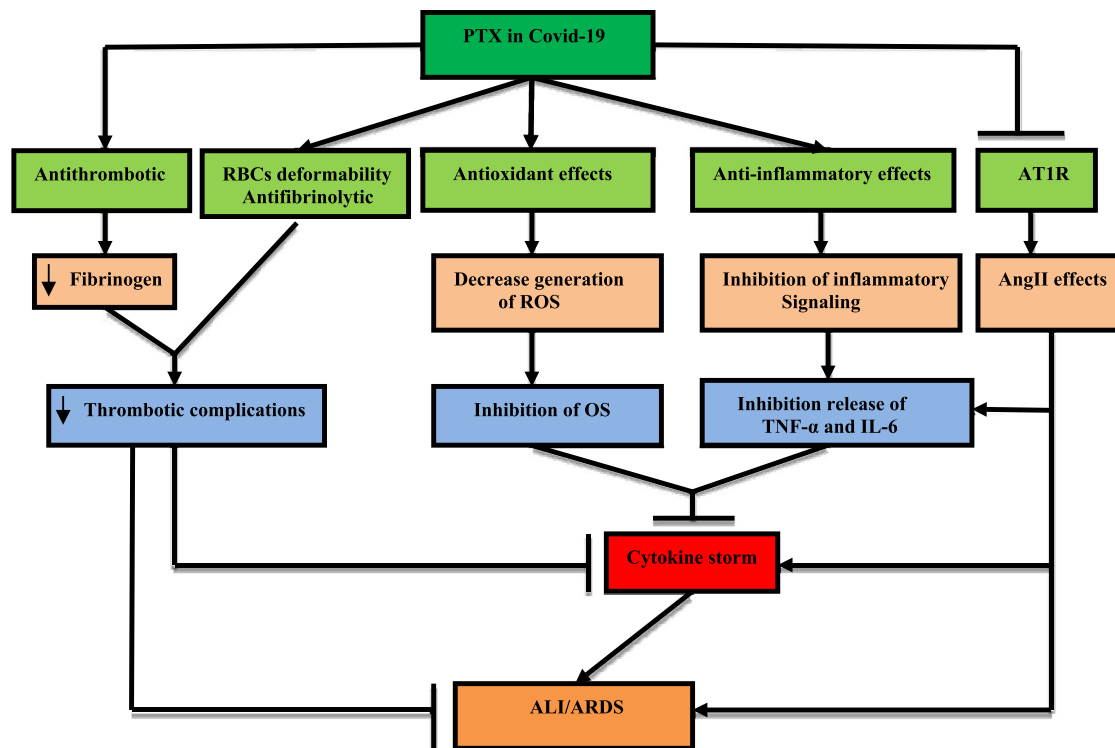 PTX in Covid-19
Antithrombotic
RBCs deformability
Antifibrinolytic
Antioxidant effects
Anti-inflammatory effects
AT1R
Fibrinogen
Decrease generation
of ROS
Inhibition of inflammatory
Signaling
AngII effects
Thrombotic complications
Inhibition of OS
Inhibition release of
TNF-α and IL-6
Cytokine storm
ALI/ARDS